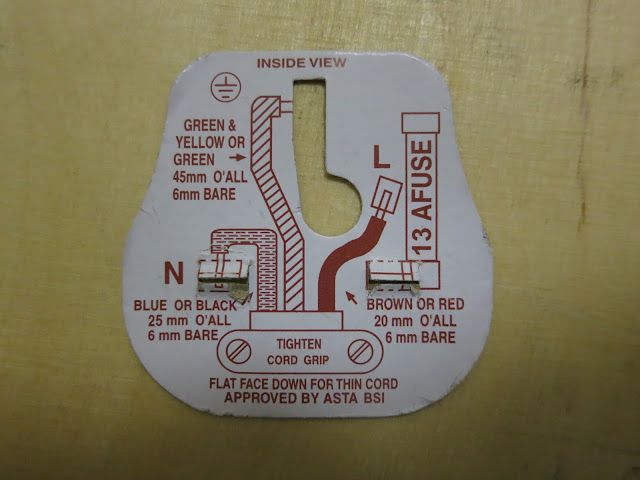 INSIDE VIEW
GREEN &
YELLOW OR
GREEN
45mm O'ALL
6mm BARE
L
13 AFUSE
N
BLUE OR BLACK
25 mm O'ALL
6 mm BARE
BROWN OR RED
20 mm O'ALL
6 mm BARE
TIGHTEN
CORD GRIP
FLAT FACE DOWN FOR THIN CORD
APPROVED BY ASTA BSI